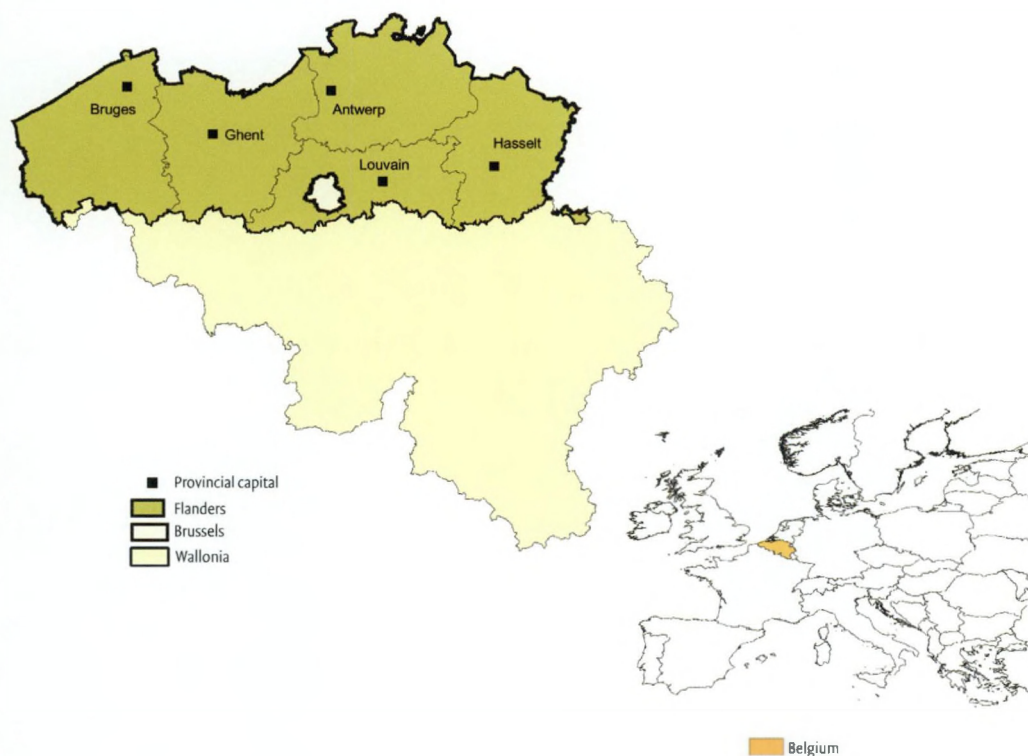 Bruges
Ghent
Antwerp
Hasselt
Louvain
Provincial capital
Flanders
Brussels
Wallonia
Belgium